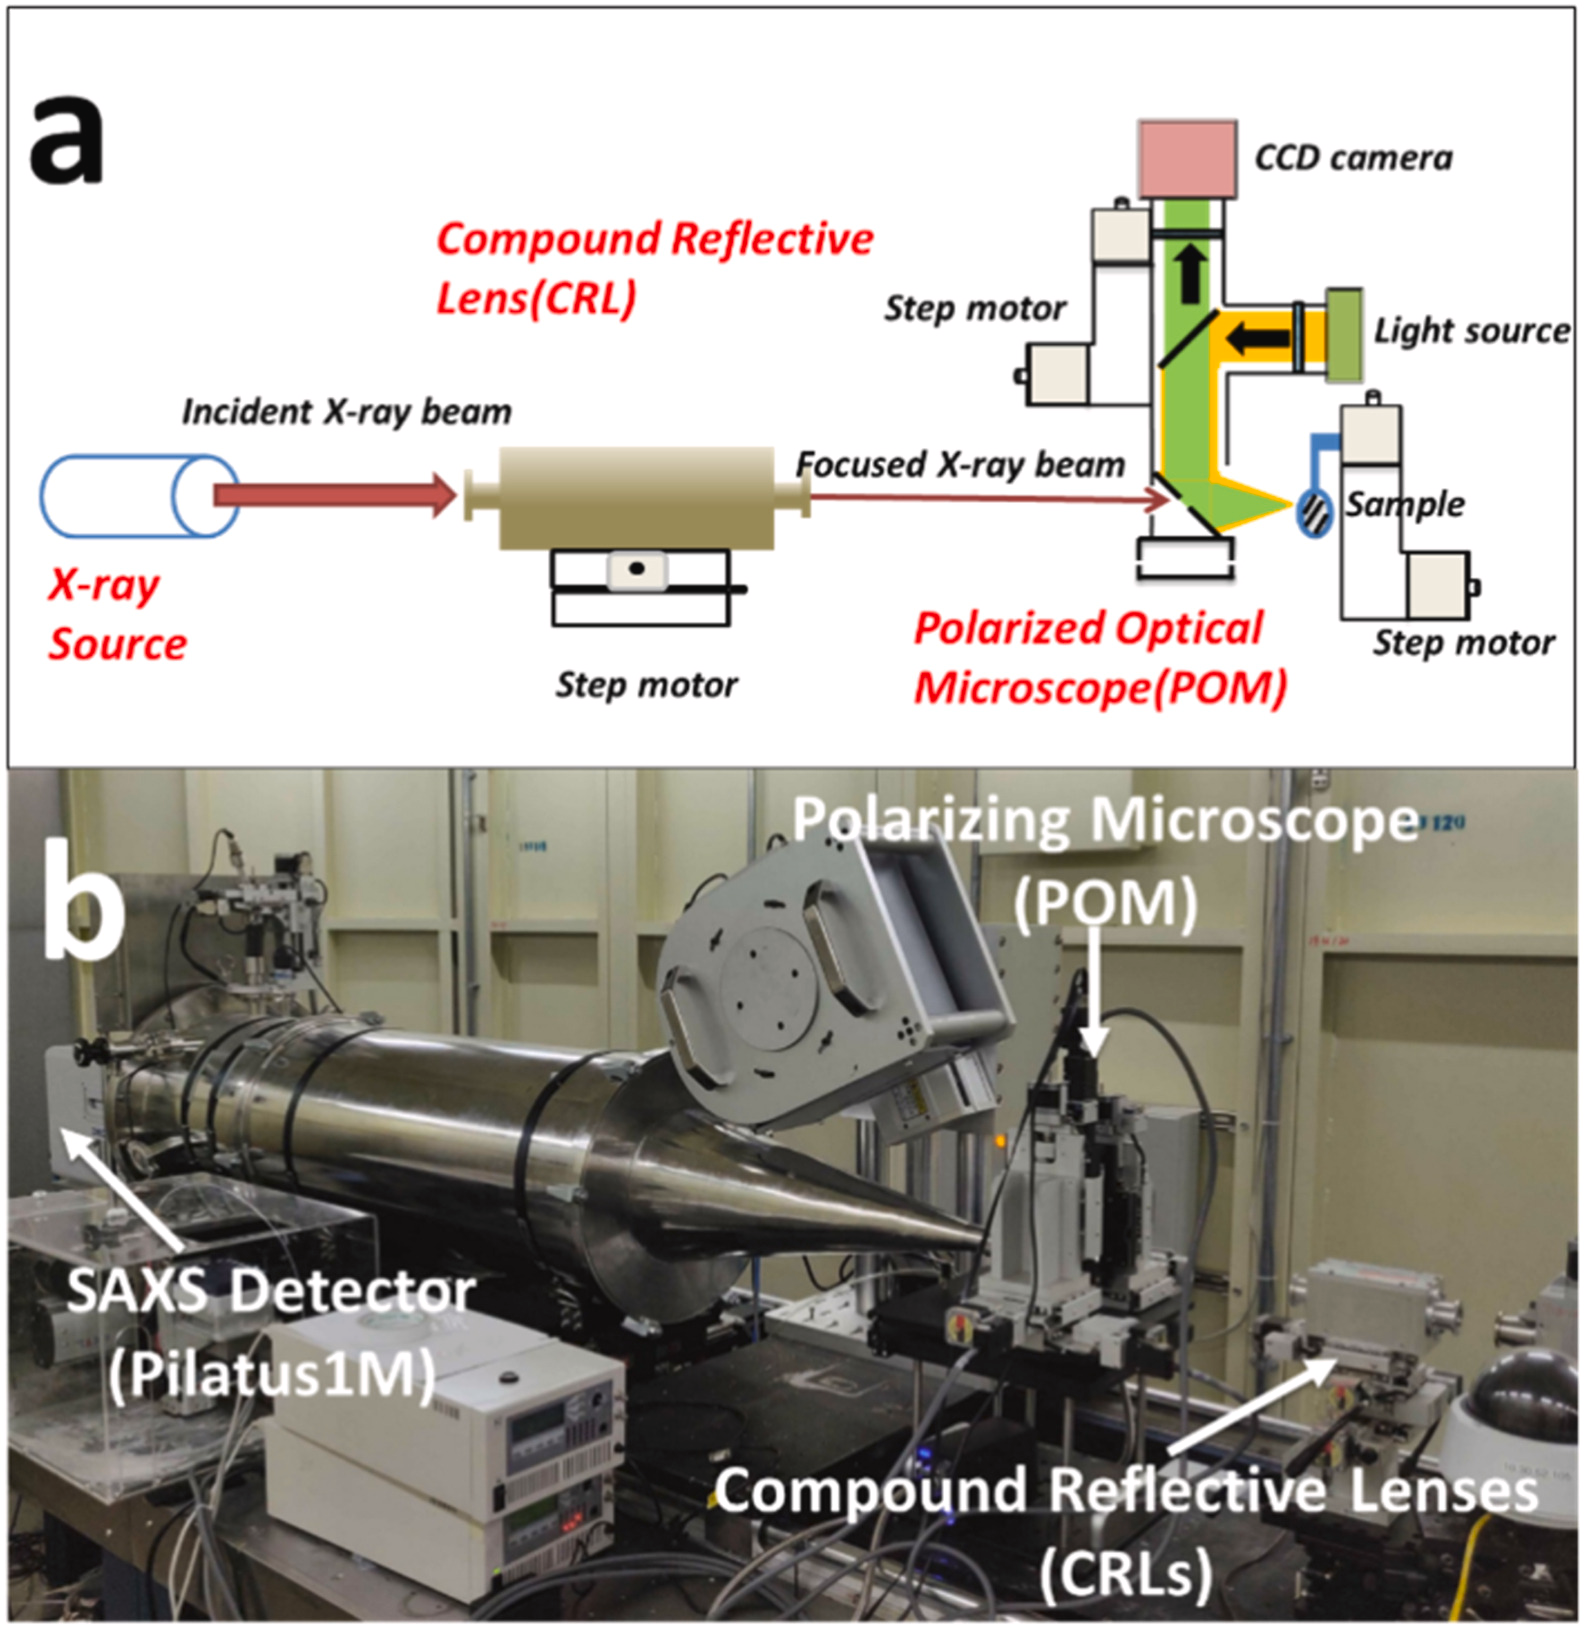 a
CCD camera
Compound Reflective
Lens(CRL)
Step motor
Light source
Incident X-ray beam
Focused X-ray beam
Sample
X-ray
Source
Polarized Optical
Microscope(POM)
Step motor
Step motor
b
Polarizing Microscope
(POM)
120
SAXS Detector
(Pilatus1M)
Compound Reflective Lenses
(CRLs)